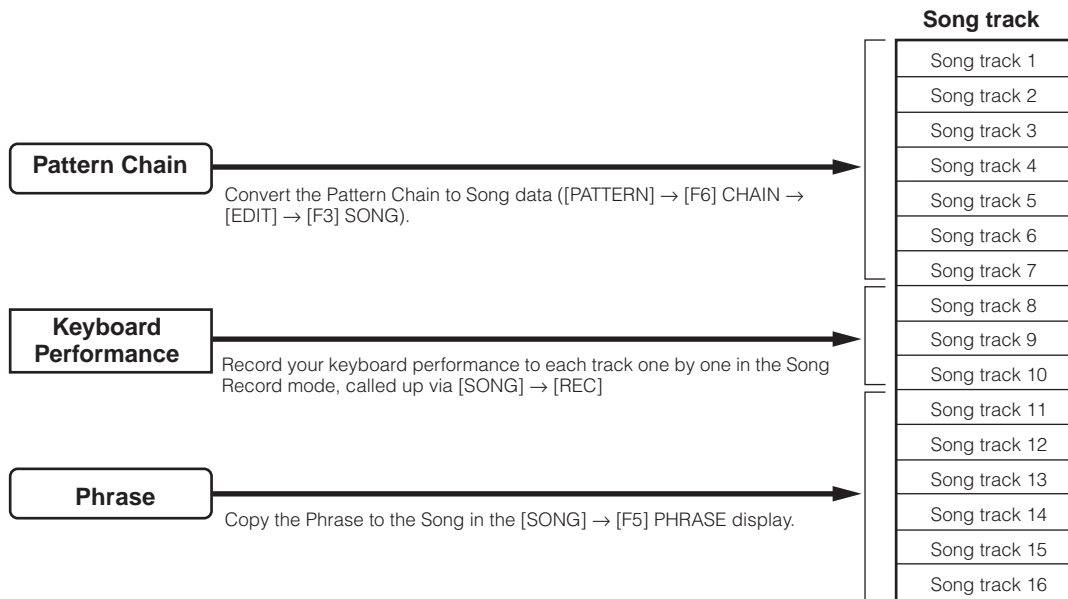 Song track
Song track 1
Song track 2
Song track 3
Song track 4
Song track 5
Song track 6
Song track 7
Song track 8
Song track 9
Song track 10
Song track 11
Song track 12
Song track 13
Song track 14
Song track 15
Song track 16
Pattern Chain
Convert the Pattern Chain to Song data ([PATTERN] → [F6] CHAIN →
[EDIT] → [F3] SONG).
Keyboard
Performance
Record your keyboard performance to each track one by one in the Song
Record mode, called up via [SONG] → [REC]
Phrase
Copy the Phrase to the Song in the [SONG] → [F5] PHRASE display.